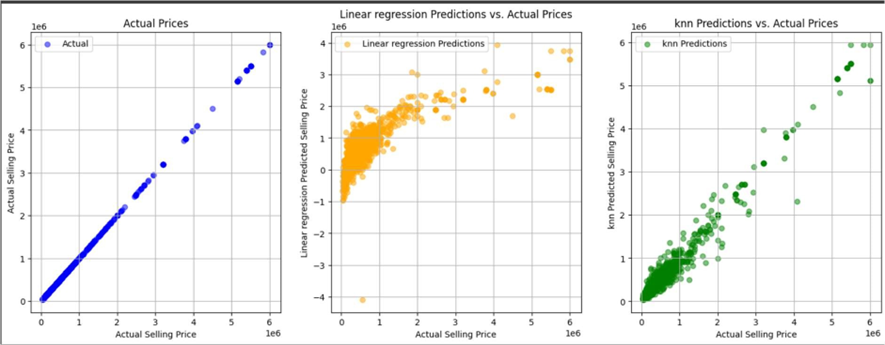 Actual Prices
1e6
Actual
6
5
4
3
2
1
0
Actual Selling Price
0 1 2 3 4 5 6
1e6
Actual Selling Price
Linear regression Predictions vs. Actual Prices
1e6
Linear regression Predictions
4
3
2
1
0
−1
−2
−3
−4
Linear regression Predicted Selling Price
0 1 2 3 4 5 6
1e6
Actual Selling Price
knn Predictions vs. Actual Prices
1e6
knn Predictions
6
5
4
3
2
1
0
knn Predicted Selling Price
0 1 2 3 4 5 6
1e6
Actual Selling Price